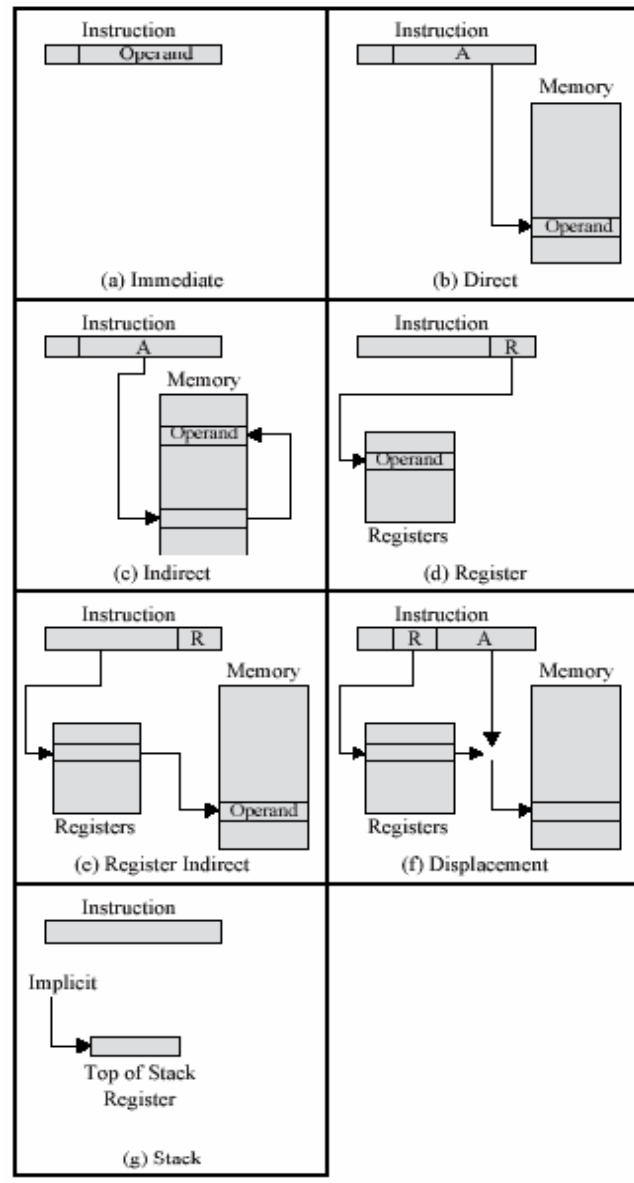 Instruction
Operand
(a) Immediate
Instruction
A
Memory
Operand
(b) Direct
Instruction
A
Memory
Operand
(c) Indirect
Instruction
R
Operand
Registers
(d) Register
Instruction
R
Memory
Operand
Registers
(e) Register Indirect
Instruction
R A
Memory
Registers
(f) Displacement
Instruction
Implicit
Top of Stack
Register
(g) Stack